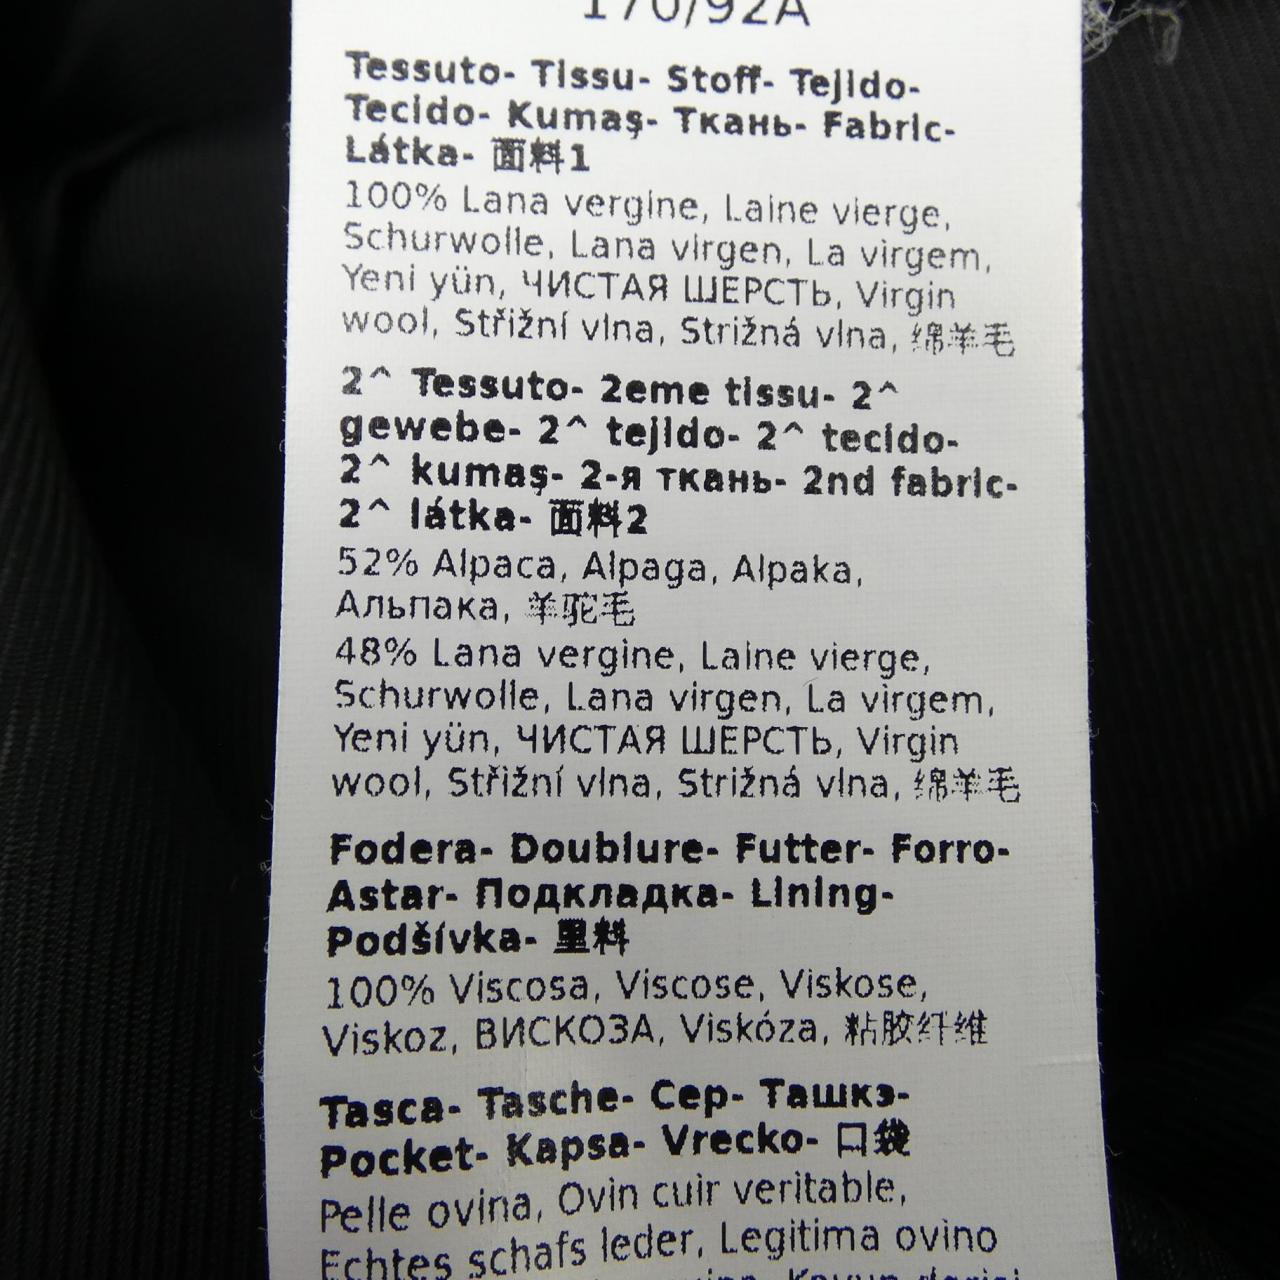 170/92A
Tessuto- Tissu- Stoff- Tejido-
Tecido- Kumaş- Ткань- Fabric-
Látka- 面料1
100% Lana vergine, Laine vierge,
Schurwolle, Lana virgen, La virgem,
Yeni yün, ЧИСТАЯ ШЕРСТЬ, Virgin
wool, Střižní vlna, Strižná vlna, 绵羊毛
2^ Tessuto- 2eme tissu- 2^
gewebe- 2^ tejido- 2^ tecido-
2^ kumaş- 2-я ткань- 2nd fabric-
2^ látka- 面料2
52% Alpaca, Alpaga, Alpaka,
Альпака, 羊驼毛
48% Lana vergine, Laine vierge,
Schurwolle, Lana virgen, La virgem,
Yeni yün, ЧИСТАЯ ШЕРСТЬ, Virgin
wool, Střižní vlna, Strižná vlna, 绵羊毛
Fodera- Doublure- Futter- Forro-
Astar- Подкладка- Lining-
Podšívka- 里料
100% Viscosa, Viscose, Viskose,
Viskoz, ВИСКОЗА, Viskóza, 粘胶纤维
Tasca- Tasche- Cep- Ташкэ-
Pocket- Kapsa- Vrecko- 口袋
Pelle ovina, Ovin cuir veritable,
Echtes schafs leder, Legitima ovino